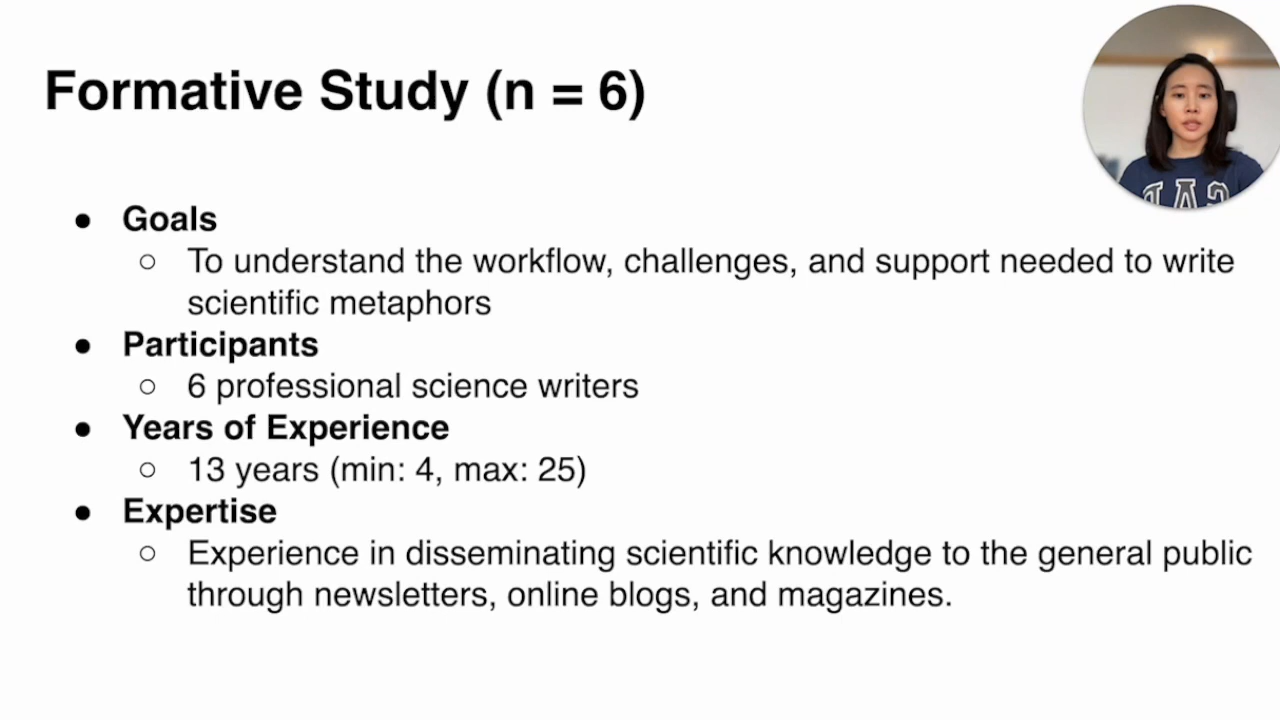 Formative Study (n = 6)
● Goals
○ To understand the workflow, challenges, and support needed to write
scientific metaphors
● Participants
○ 6 professional science writers
● Years of Experience
○ 13 years (min: 4, max: 25)
● Expertise
○ Experience in disseminating scientific knowledge to the general public
through newsletters, online blogs, and magazines.
GAP